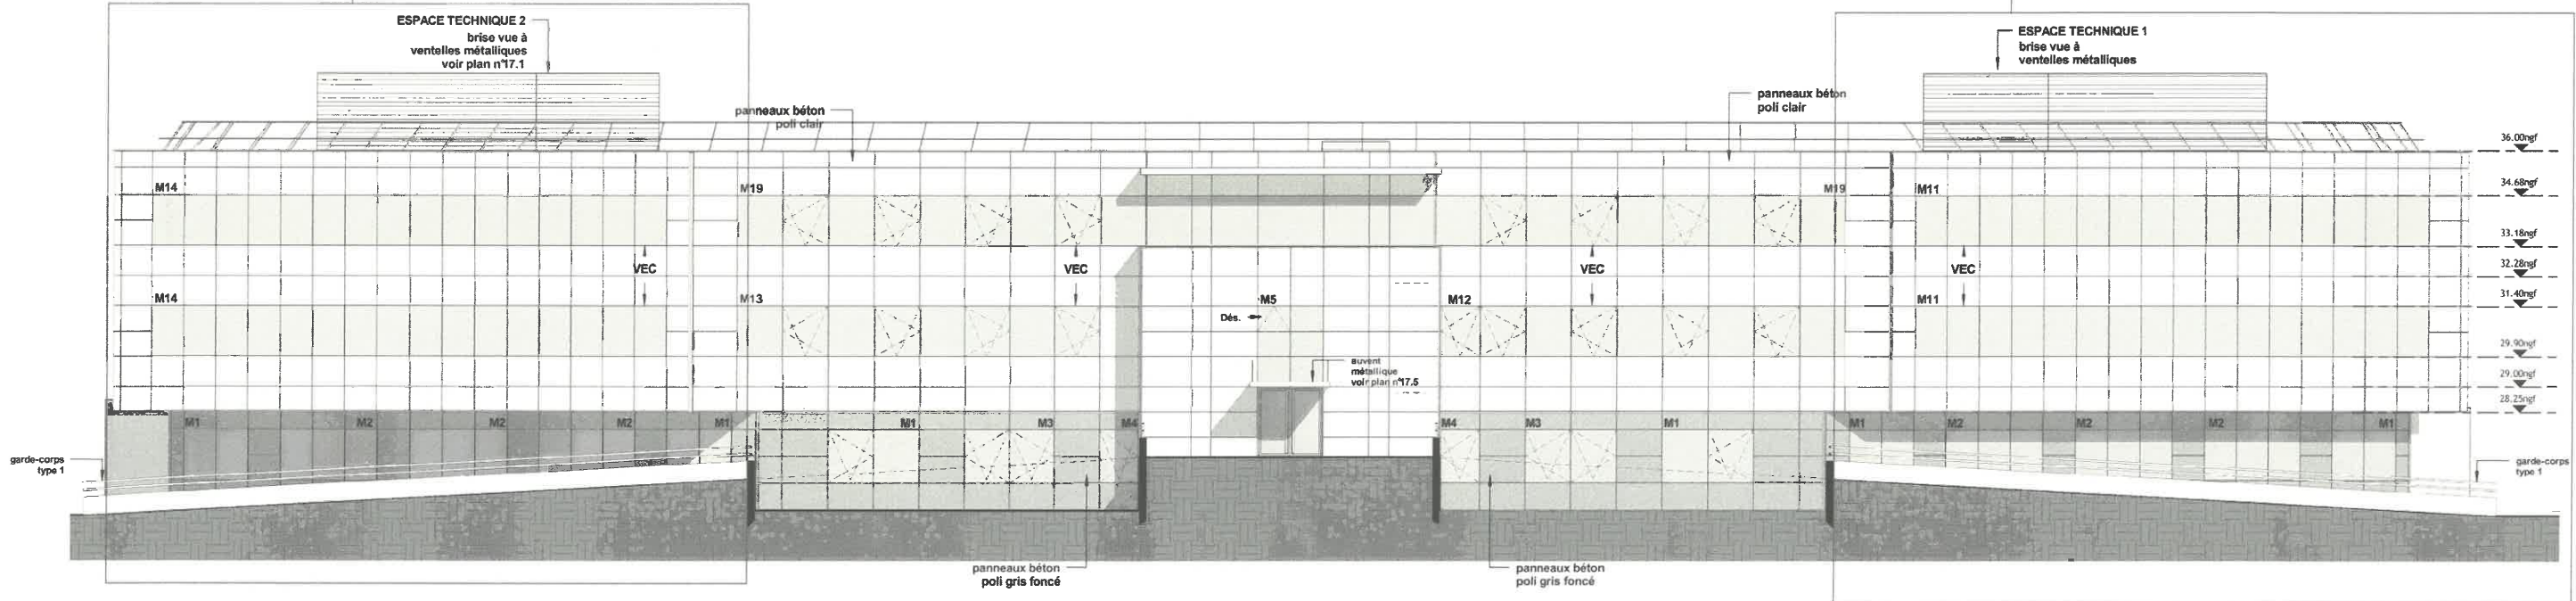 ESPACE TECHNIQUE 2
brise vue à
ventelles métalliques
voir plan n°17.1
ESPACE TECHNIQUE 1
brise vue à
ventelles métalliques
panneaux béton
poli clair
panneaux béton
poli clair
36.00ngf
M14
M19
M19
M11
34.68ngf
33.18ngf
VEC
VEC
VEC
VEC
32.28ngf
M14
M13
M5
M12
M11
31.40ngf
Dés.
29.90ngf
auvent
métallique
voir plan n°17.5
29.00ngf
28.25ngf
M1
M2
M2
M2
M1
M1
M3
M4
M4
M3
M1
M1
M2
M2
M2
M1
garde-corps
type 1
garde-corps
type 1
panneaux béton
poli gris foncé
panneaux béton
poli gris foncé